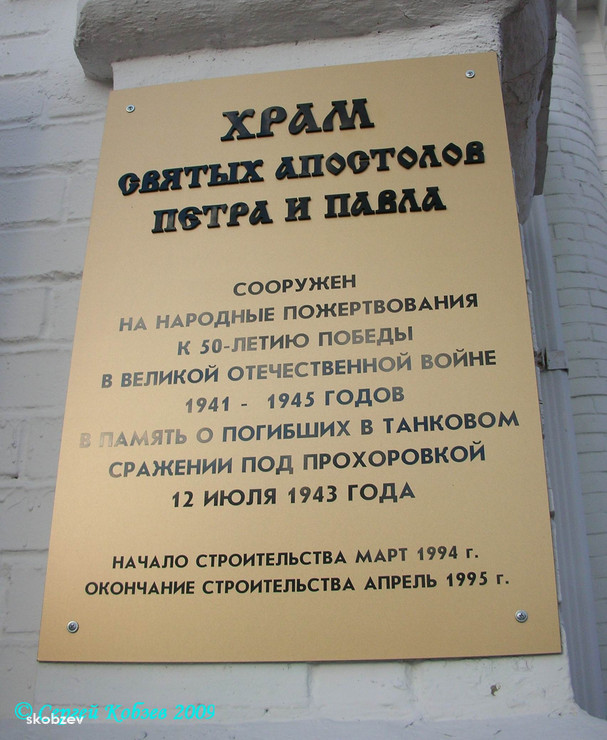 ХРАМ
СВЯТЫХ АПОСТОЛОВ
ПЕТРА И ПАВЛА
СООРУЖЕН
НА НАРОДНЫЕ ПОЖЕРТВОВАНИЯ
К 50-ЛЕТИЮ ПОБЕДЫ
В ВЕЛИКОЙ ОТЕЧЕСТВЕННОЙ ВОЙНЕ
1941 - 1945 ГОДОВ
В ПАМЯТЬ О ПОГИБШИХ В ТАНКОВОМ
СРАЖЕНИИ ПОД ПРОХОРОВКОЙ
12 ИЮЛЯ 1943 ГОДА
НАЧАЛО СТРОИТЕЛЬСТВА МАРТ 1994 г.
ОКОНЧАНИЕ СТРОИТЕЛЬСТВА АПРЕЛЬ 1995 г.
© Сергей Кобзев 2009
skobzev